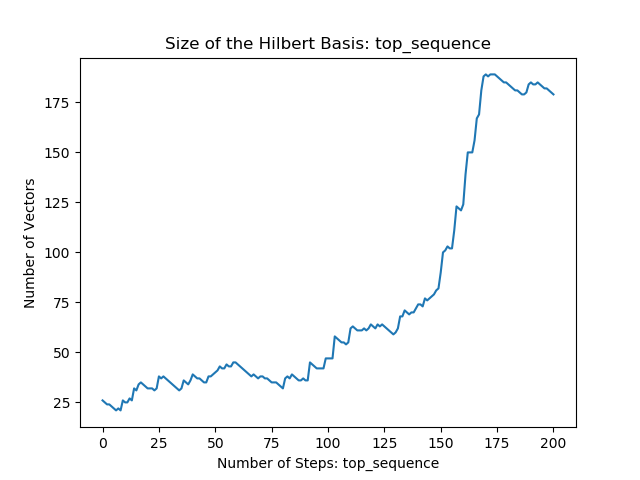 Size of the Hilbert Basis: top_sequence
Number of Vectors
175
150
125
100
75
50
25
0 25 50 75 100 125 150 175 200
Number of Steps: top_sequence